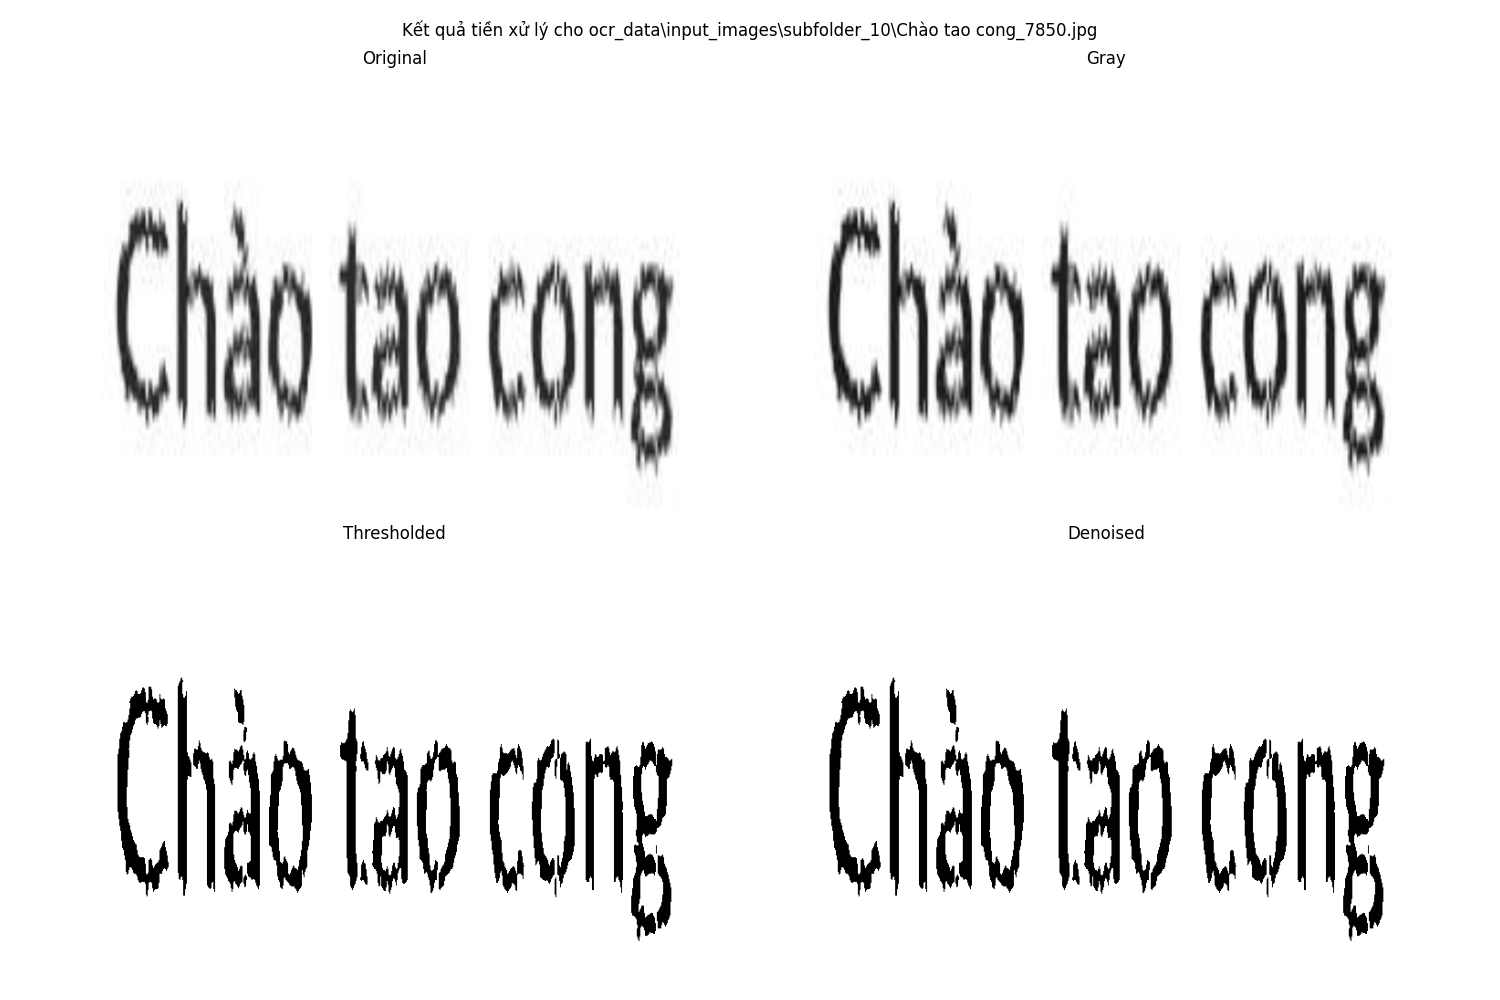 Kết quả tiền xử lý cho ocr_data\input_images\subfolder_10\Chào tao cong_7850.jpg
Original
Gray
Chào tao cong
Chào tao cong
Thresholded
Denoised
Chào tao cong
Chào tao cong